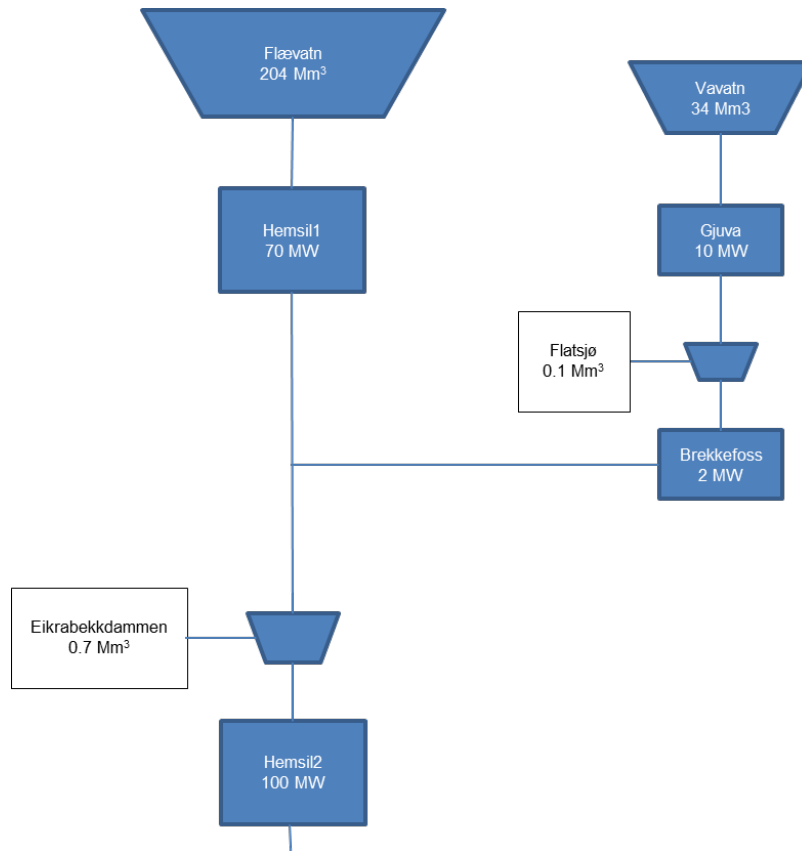 Flævatn
204 Mm³
Vavatn
34 Mm3
Hemsil1
70 MW
Gjuva
10 MW
Flatsjø
0.1 Mm³
Brekkefoss
2 MW
Eikrabekkdammen
0.7 Mm³
Hemsil2
100 MW